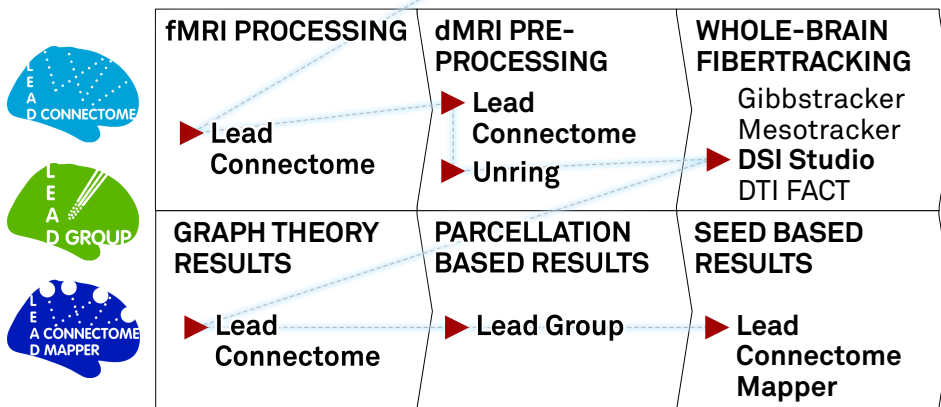 fMRI PROCESSING
Lead
Connectome
dMRI PRE-
PROCESSING
Lead
Connectome
Unring
WHOLE-BRAIN
FIBERTRACKING
Gibbstracker
Mesotracker
DSI Studio
DTI FACT
GRAPH THEORY
RESULTS
Lead
Connectome
PARCELLATION
BASED RESULTS
Lead Group
SEED BASED
RESULTS
Lead
Connectome
Mapper
L
E
A
D CONNECTOME
L
E
A
D GROUP
L
E
A CONNECTOME
D MAPPER